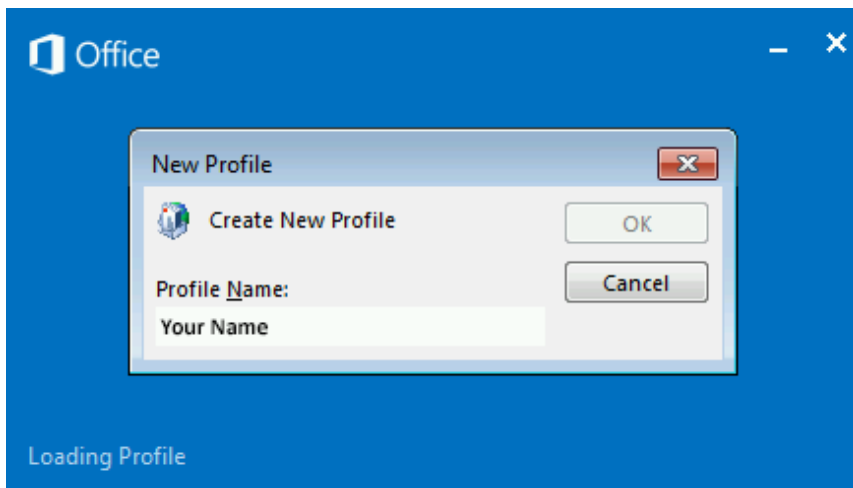 Office
New Profile
Create New Profile
OK
Profile Name:
Cancel
Your Name
Loading Profile